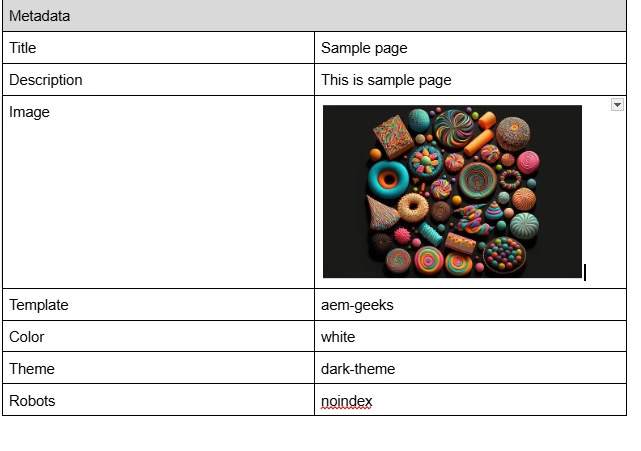 Metadata
Title Sample page
Description This is sample page
Image
Template aem-geeks
Color white
Theme dark-theme
Robots noindex